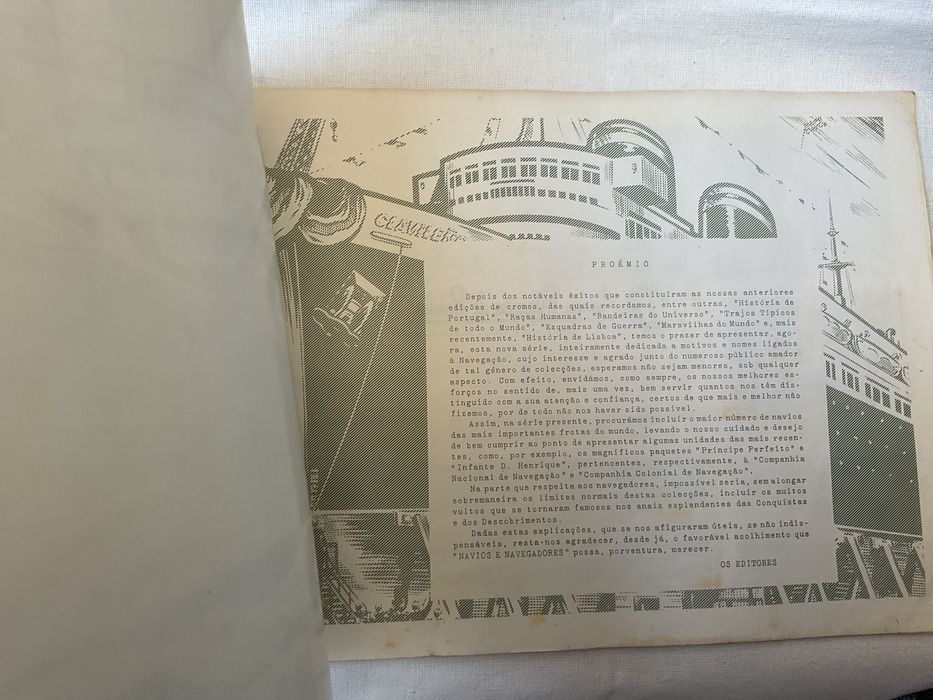 CLAVILEÑO
PROÉMIO
Depois dos notáveis êxitos que constituíram as nossas anteriores
edições de cromos, das quais recordamos, entre outras, "História de
Portugal", "Raças Humanas", "Bandeiras do Universo", "Trajos Típicos
de todo o Mundo", "Esquadras de Guerra", "Maravilhas do Mundo" e, mais
recentemente, "História de Lisboa", temos o prazer de apresentar, ago-
ra, esta nova série, inteiramente dedicada a motivos e nomes ligados
à Navegação, cujo interesse e agrado junto do numeroso público amador
de tal género de colecções, esperamos não sejam menores, sob qualquer
aspecto. Com efeito, envidámos, como sempre, os nossos melhores es-
forços no sentido de, mais uma vez, bem servir quantos nos têm dis-
tinguido com a sua atenção e confiança, certos de que mais e melhor não
fizemos, por de todo não nos haver sido possível.
Assim, na série presente, procurámos incluir o maior número de navios
das mais importantes frotas do mundo, levando o nosso cuidado e desejo
de bem cumprir ao ponto de apresentar algumas unidades das mais recen-
tes, como, por exemplo, os magníficos paquetes "Príncipe Perfeito" e
"Infante D. Henrique", pertencentes, respectivamente, à "Companhia
Nacional de Navegação" e "Companhia Colonial de Navegação".
Na parte que respeita aos navegadores, impossível seria, sem alongar
sobremaneira os limites normais destas colecções, incluir os muitos
vultos que se tornaram famosos nos anais esplendentes das Conquistas
e dos Descobrimentos.
Dadas estas explicações, que se nos afiguraram úteis, se não indis-
pensáveis, resta-nos agradecer, desde já, o favorável acolhimento que
"NAVIOS E NAVEGADORES" possa, porventura, merecer.
OS EDITORES